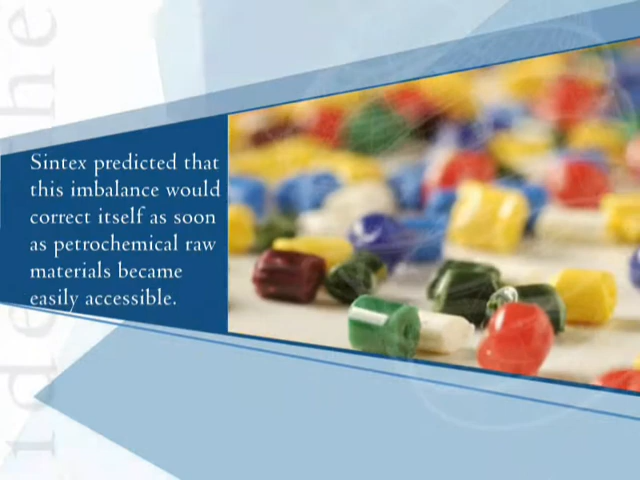 Sintex predicted that
this imbalance would
correct itself as soon
as petrochemical raw
materials became
easily accessible.